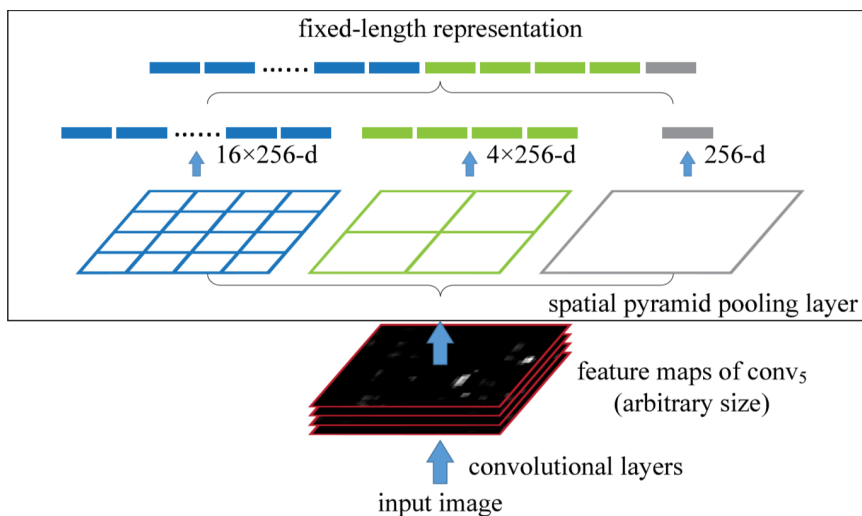 fixed-length representation
......
......
16×256-d
4×256-d
256-d
spatial pyramid pooling layer
feature maps of conv₅
(arbitrary size)
convolutional layers
input image